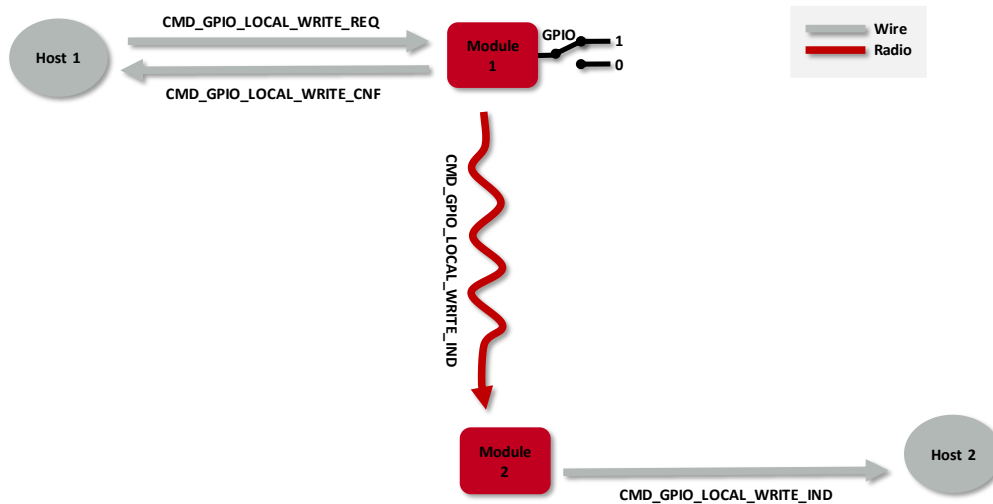 CMD_GPIO_LOCAL_WRITE_REQ
Host 1
CMD_GPIO_LOCAL_WRITE_CNF
Module
1
GPIO
1
0
Wire
Radio
CMD_GPIO_LOCAL_WRITE_IND
Module
2
CMD_GPIO_LOCAL_WRITE_IND
Host 2